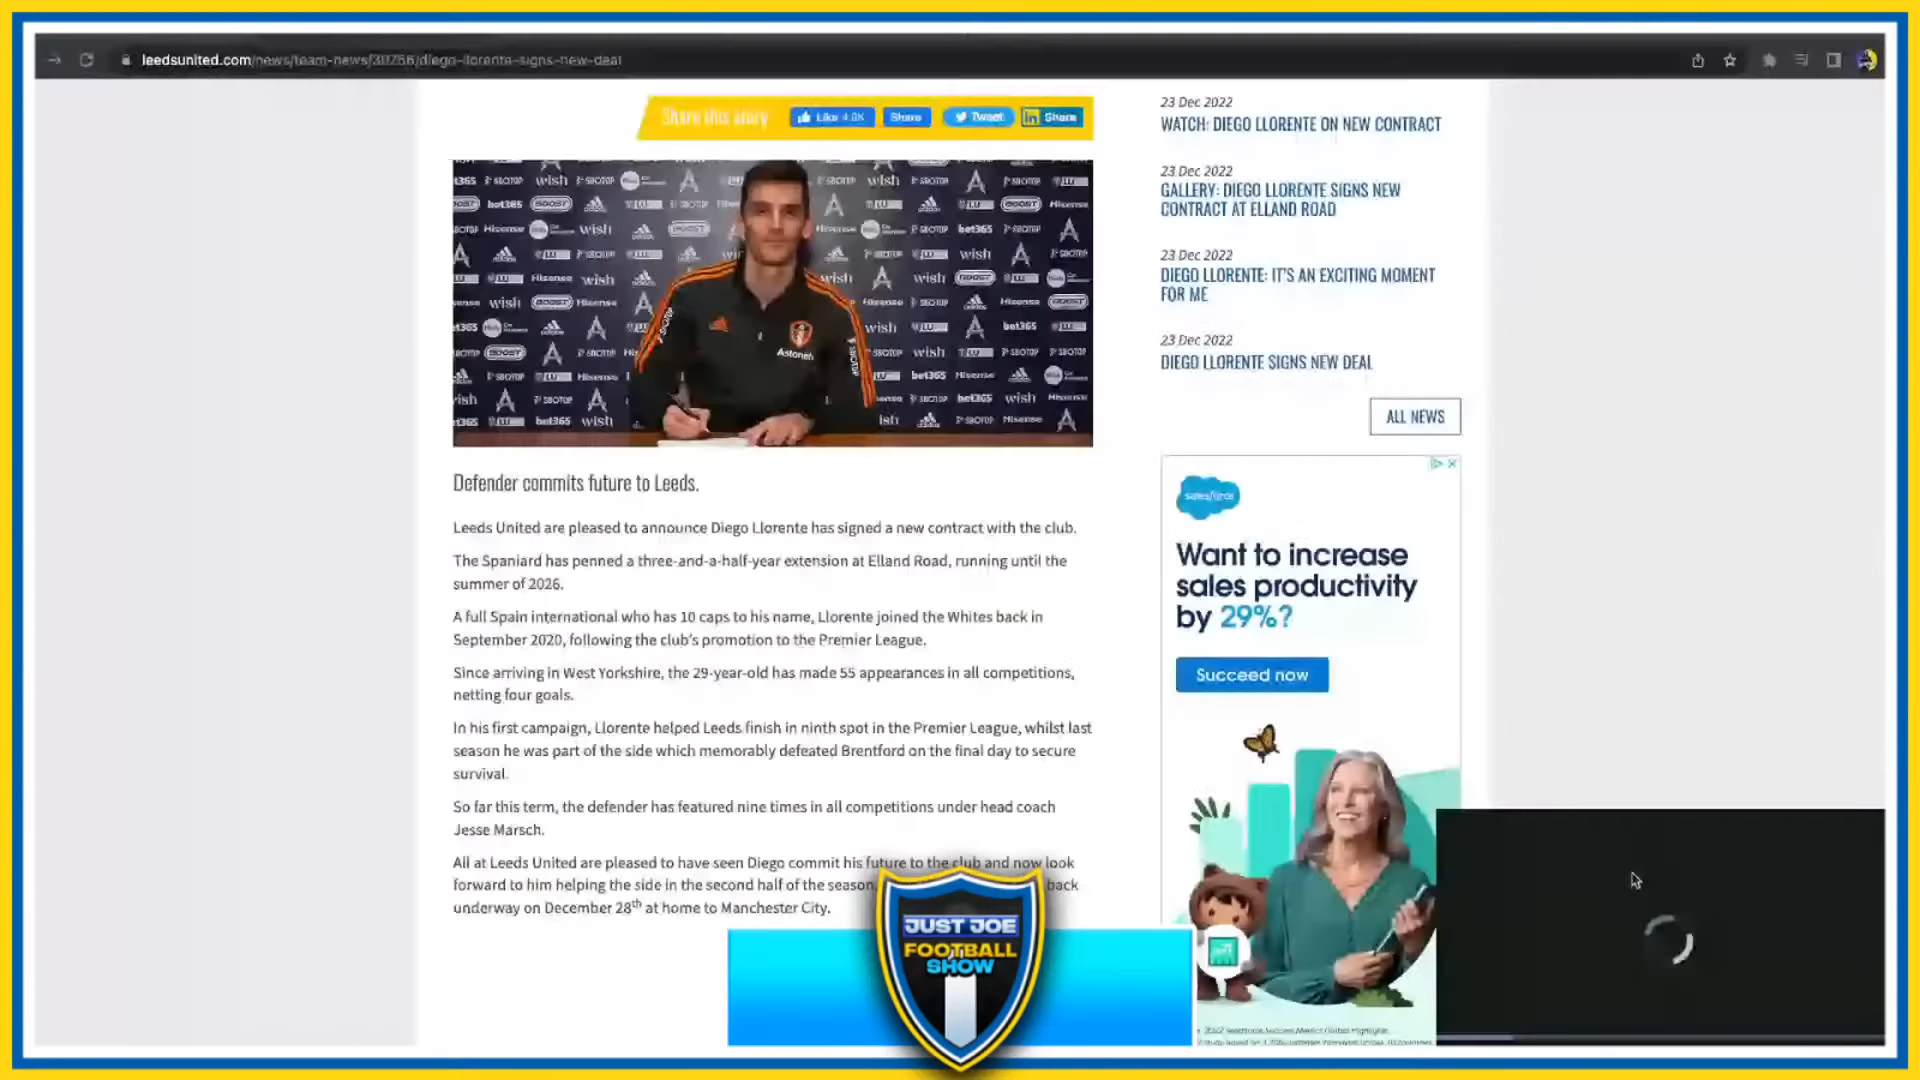 leedsunited.com/news/team-news/30766/diego-llorente-signs-new-deal
Share this story
Like 4.9K
Share
Tweet
Share
23 Dec 2022
WATCH: DIEGO LLORENTE ON NEW CONTRACT
23 Dec 2022
GALLERY: DIEGO LLORENTE SIGNS NEW
CONTRACT AT ELLAND ROAD
23 Dec 2022
DIEGO LLORENTE: IT'S AN EXCITING MOMENT
FOR ME
23 Dec 2022
DIEGO LLORENTE SIGNS NEW DEAL
ALL NEWS
Defender commits future to Leeds.
Leeds United are pleased to announce Diego Llorente has signed a new contract with the club.
The Spaniard has penned a three-and-a-half-year extension at Elland Road, running until the
summer of 2026.
A full Spain international who has 10 caps to his name, Llorente joined the Whites back in
September 2020, following the club's promotion to the Premier League.
Since arriving in West Yorkshire, the 29-year-old has made 55 appearances in all competitions,
netting four goals.
In his first campaign, Llorente helped Leeds finish in ninth spot in the Premier League, whilst last
season he was part of the side which memorably defeated Brentford on the final day to secure
survival.
So far this term, the defender has featured nine times in all competitions under head coach
Jesse Marsch.
All at Leeds United are pleased to have seen Diego commit his future to the club and now look
forward to him helping the side in the second half of the season, back
underway on December 28th at home to Manchester City.
salesforce
Want to increase
sales productivity
by 29%?
Succeed now
JUST JOE
FOOTBALL
SHOW